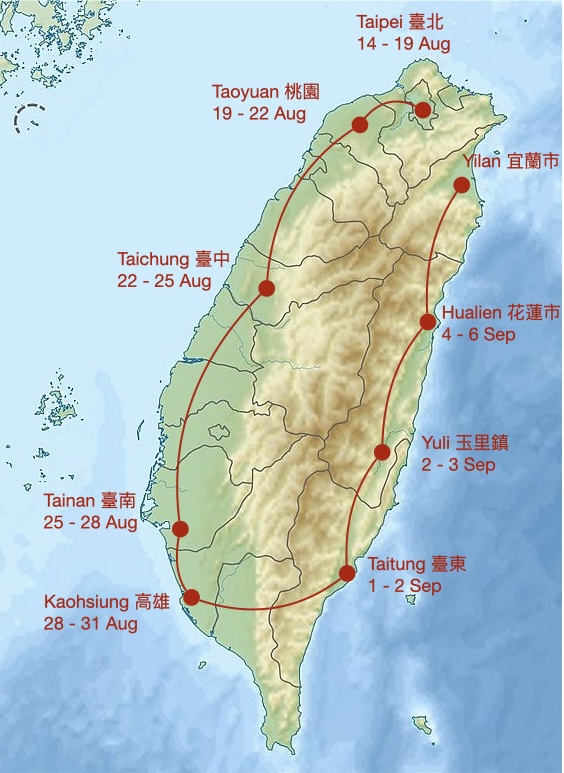 Taipei 臺北
14 - 19 Aug
Taoyuan 桃園
19 - 22 Aug
Yilan 宜蘭市
Taichung 臺中
22 - 25 Aug
Hualien 花蓮市
4 - 6 Sep
Yuli 玉里鎮
2 - 3 Sep
Tainan 臺南
25 - 28 Aug
Taitung 臺東
1 - 2 Sep
Kaohsiung 高雄
28 - 31 Aug